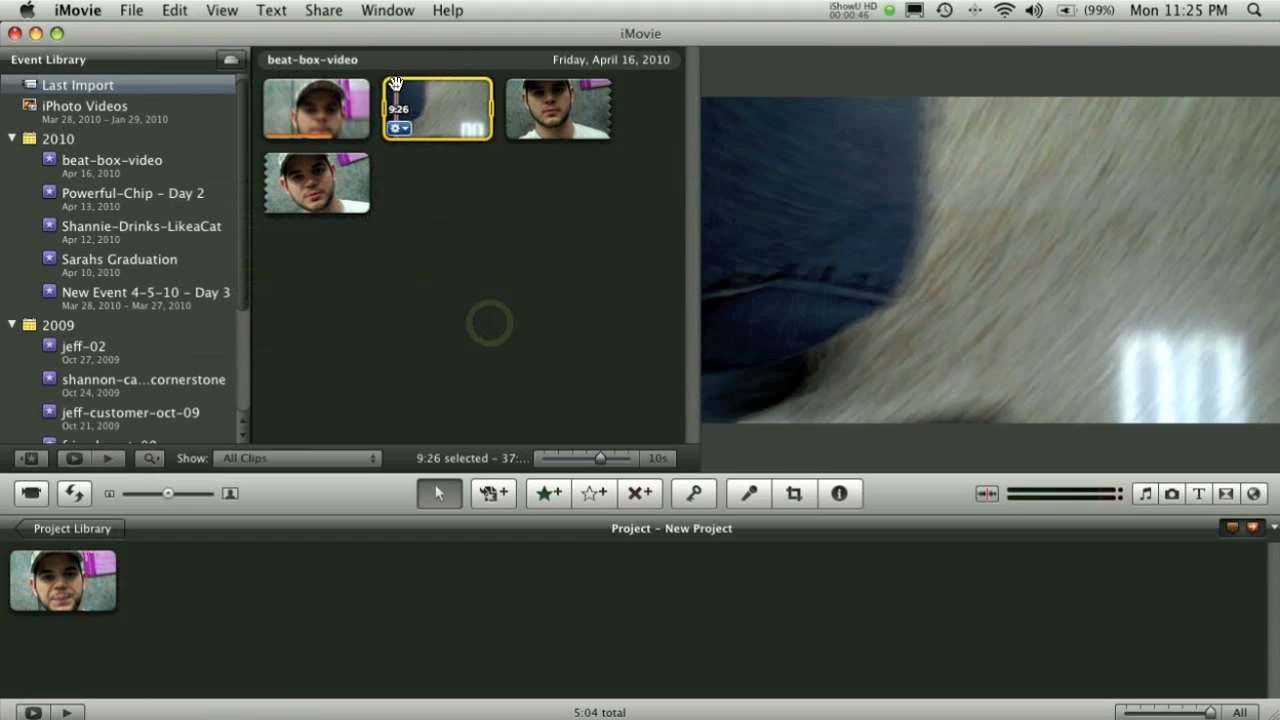 iMovie File Edit View Text Share Window Help iShowU HD 00:00:46 (99%) Mon 11:25 PM
iMovie
Event Library
beat-box-video Friday, April 16, 2010
Last Import
iPhoto Videos
Mar 28, 2010 - Jan 29, 2010
2010
beat-box-video
Apr 16, 2010
Powerful-Chip - Day 2
Apr 13, 2010
Shannie-Drinks-LikeaCat
Apr 12, 2010
Sarahs Graduation
Apr 10, 2010
New Event 4-5-10 - Day 3
Mar 28, 2010 - Mar 27, 2010
2009
jeff-02
Oct 27, 2009
shannon-ca...cornerstone
Oct 24, 2009
jeff-customer-oct-09
Oct 21, 2009
9:26
Show: All Clips 9:26 selected - 37:... 10s
Project Library
Project - New Project
5:04 total
All